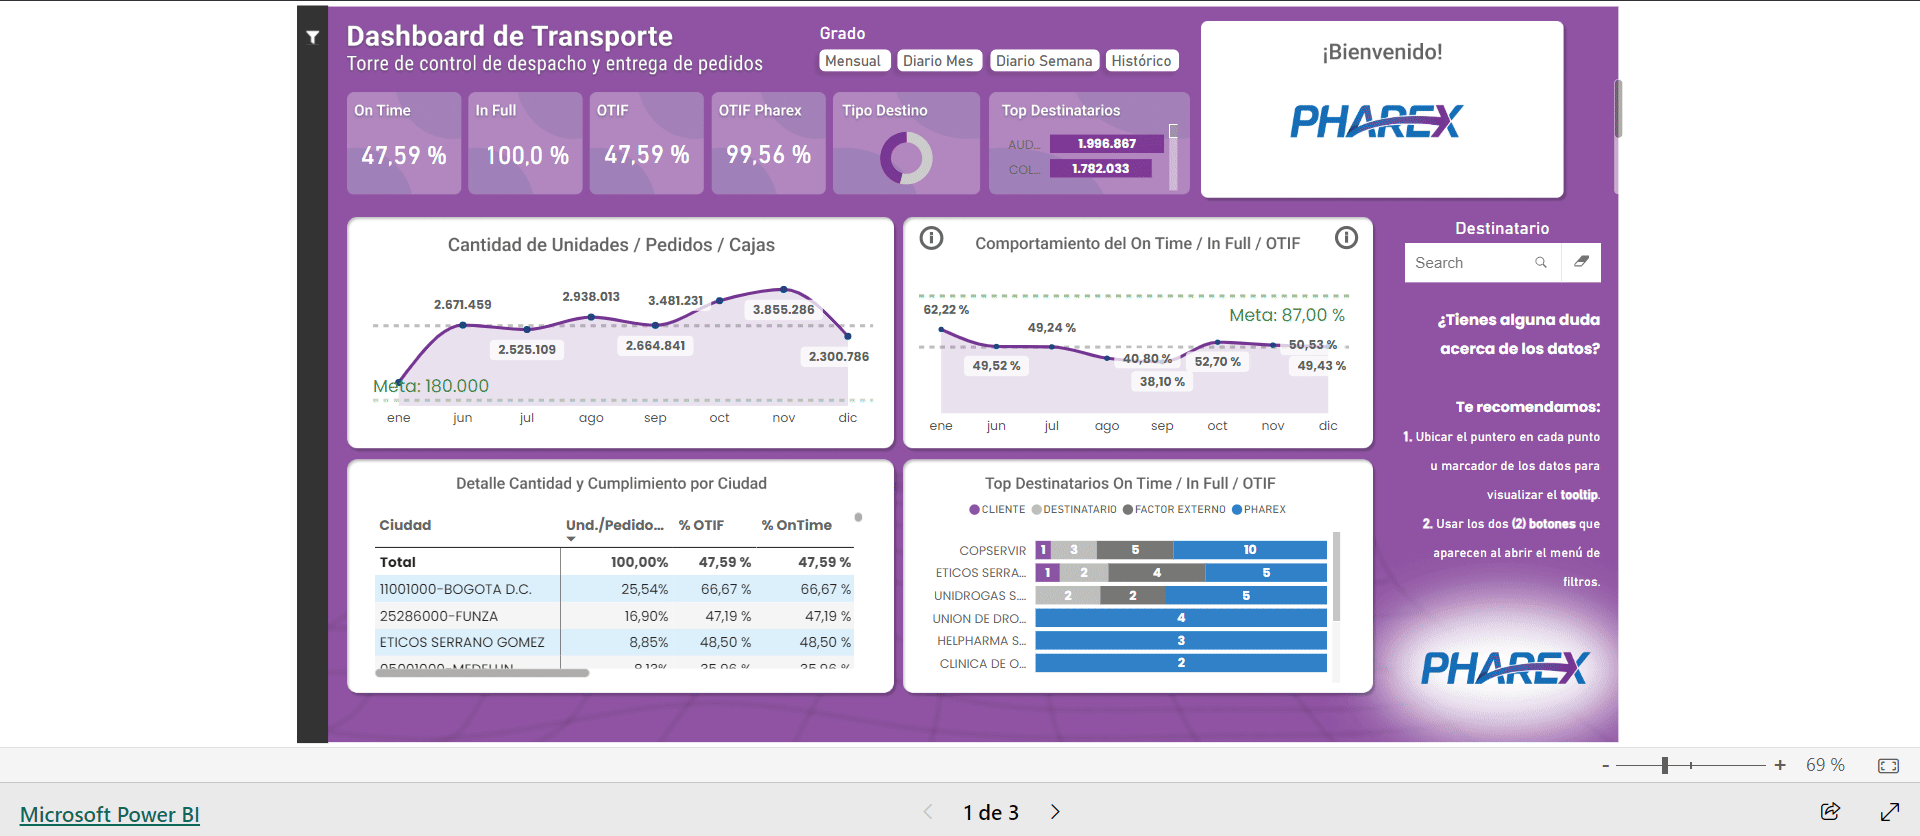 Dashboard de Transporte
Torre de control de despacho y entrega de pedidos
Grado
Mensual
Diario Mes
Diario Semana
Histórico
¡Bienvenido!
PHAREX
On Time
47,59 %
In Full
100,0 %
OTIF
47,59 %
OTIF Pharex
99,56 %
Tipo Destino
Top Destinatarios
AUD... 1.996.867
COL... 1.782.033
Cantidad de Unidades / Pedidos / Cajas
2.671.459
2.525.109
2.938.013
2.664.841
3.481.231
3.855.286
2.300.786
Meta: 180.000
ene jun jul ago sep oct nov dic
Comportamiento del On Time / In Full / OTIF
Meta: 87,00 %
62,22 %
49,52 %
49,24 %
40,80 %
38,10 %
52,70 %
50,53 %
49,43 %
ene jun jul ago sep oct nov dic
Destinatario
Search
¿Tienes alguna duda
acerca de los datos?
Te recomendamos:
1. Ubicar el puntero en cada punto
u marcador de los datos para
visualizar el tooltip.
2. Usar los dos (2) botones que
aparecen al abrir el menú de
filtros.
PHAREX
Detalle Cantidad y Cumplimiento por Ciudad
Ciudad Und./Pedido... % OTIF % OnTime
Total 100,00% 47,59 % 47,59 %
11001000-BOGOTA D.C. 25,54% 66,67 % 66,67 %
25286000-FUNZA 16,90% 47,19 % 47,19 %
ETICOS SERRANO GOMEZ 8,85% 48,50 % 48,50 %
05001000-MEDELLIN 8,13% 35,96 % 35,96 %
Top Destinatarios On Time / In Full / OTIF
CLIENTE DESTINATARIO FACTOR EXTERNO PHAREX
COPSERVIR 1 3 5 10
ETICOS SERRA... 1 2 4 5
UNIDROGAS S.... 2 2 5
UNION DE DRO... 4
HELPHARMA S... 3
CLINICA DE O... 2
- + 69 %
Microsoft Power BI
1 de 3